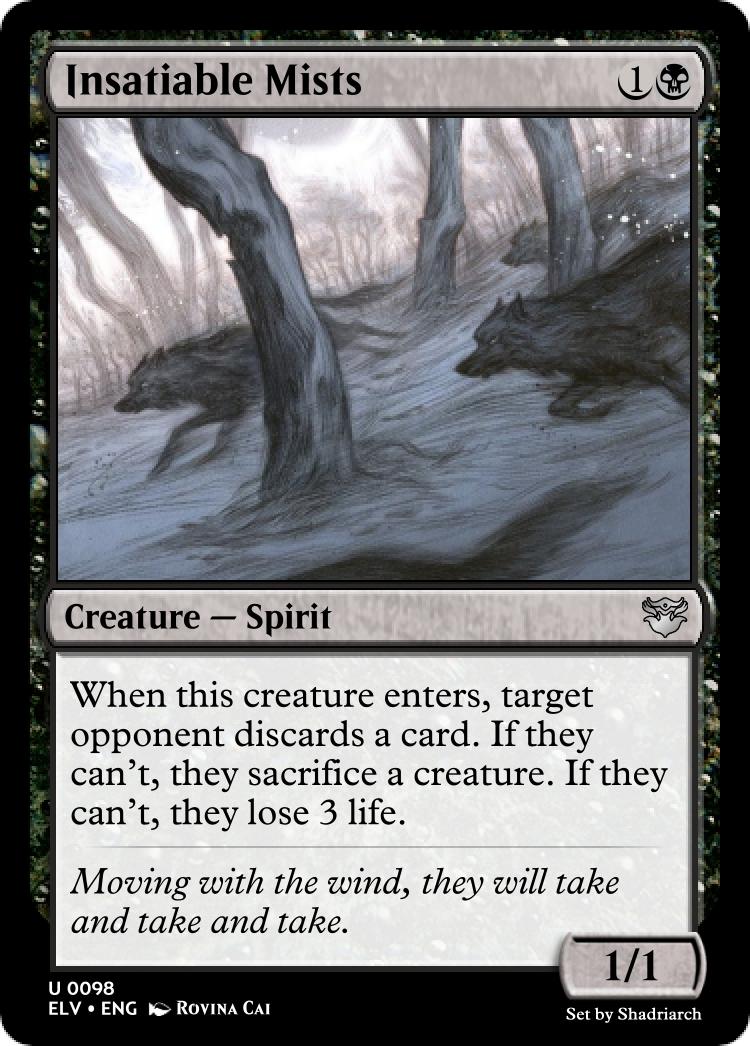 Insatiable Mists 1
Creature — Spirit
When this creature enters, target
opponent discards a card. If they
can't, they sacrifice a creature. If they
can't, they lose 3 life.
Moving with the wind, they will take
and take and take.
1/1
U 0098
ELV • ENG Rovina Cai
Set by Shadriarch